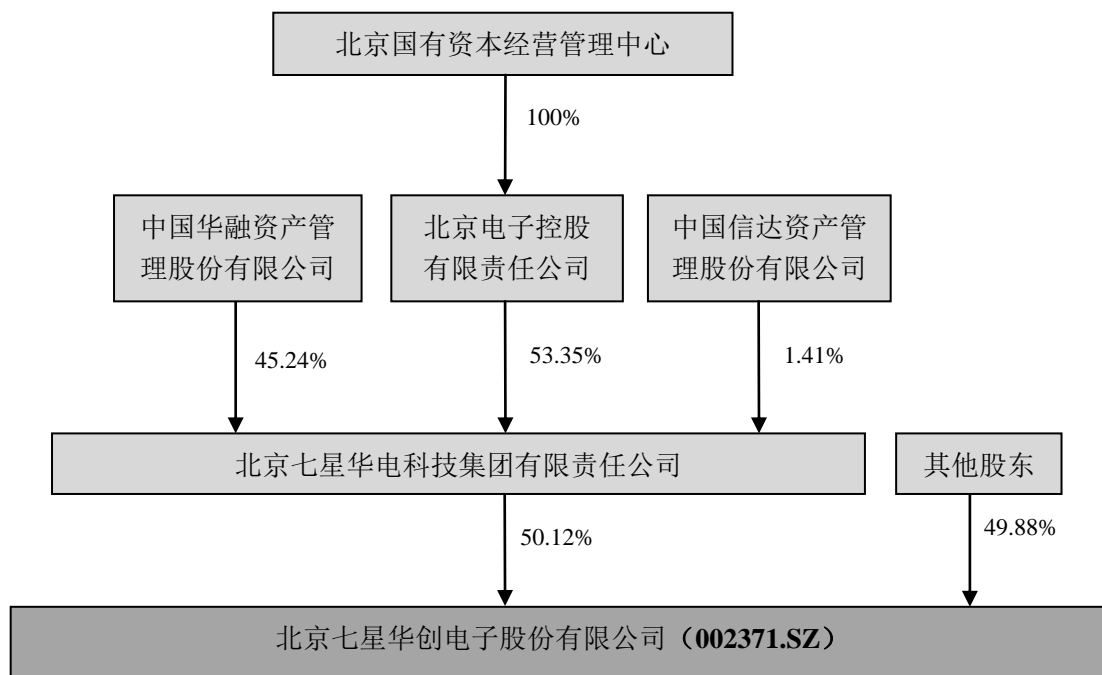 北京国有资本经营管理中心
100%
中国华融资产管
理股份有限公司
北京电子控股
有限责任公司
中国信达资产管
理股份有限公司
45.24%
53.35%
1.41%
北京七星华电科技集团有限责任公司
其他股东
50.12%
49.88%
北京七星华创电子股份有限公司（002371.SZ）